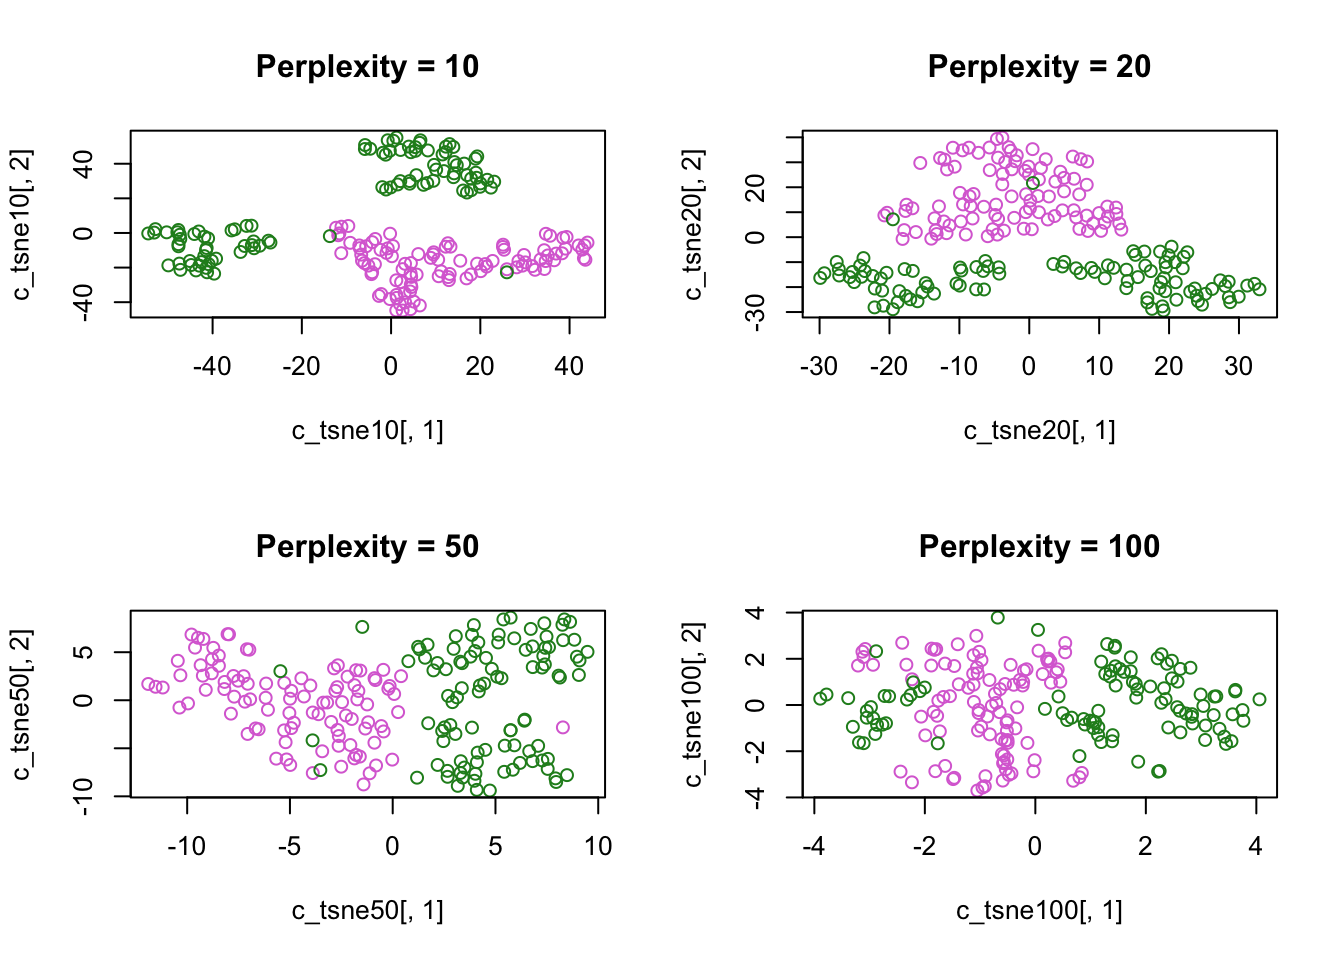 Perplexity = 10
c_tsne10[, 2]
40
0
-40
-40 -20 0 20 40
c_tsne10[, 1]
Perplexity = 20
c_tsne20[, 2]
20
0
-30
-30 -20 -10 0 10 20 30
c_tsne20[, 1]
Perplexity = 50
c_tsne50[, 2]
5
0
-10
-10 -5 0 5 10
c_tsne50[, 1]
Perplexity = 100
c_tsne100[, 2]
4
2
0
-2
-4
-4 -2 0 2 4
c_tsne100[, 1]